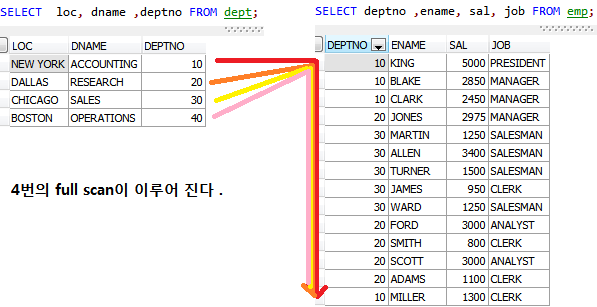 SELECT loc, dname ,deptno FROM dept;
LOC DNAME DEPTNO
NEW YORK ACCOUNTING 10
DALLAS RESEARCH 20
CHICAGO SALES 30
BOSTON OPERATIONS 40
4번의 full scan이 이루어 진다 .
SELECT deptno ,ename, sal, job FROM emp;
DEPTNO ENAME SAL JOB
10 KING 5000 PRESIDENT
10 BLAKE 2850 MANAGER
10 CLARK 2450 MANAGER
20 JONES 2975 MANAGER
30 MARTIN 1250 SALESMAN
30 ALLEN 3400 SALESMAN
30 TURNER 1500 SALESMAN
30 JAMES 950 CLERK
30 WARD 1250 SALESMAN
20 FORD 3000 ANALYST
20 SMITH 800 CLERK
20 SCOTT 3000 ANALYST
20 ADAMS 1100 CLERK
10 MILLER 1300 CLERK